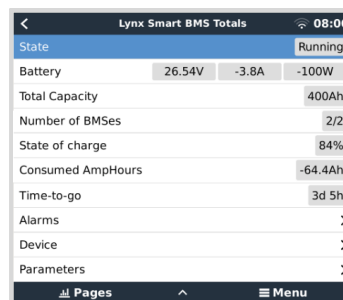 Lynx Smart BMS Totals 08:00
State Running
Battery 26.54V -3.8A -100W
Total Capacity 400Ah
Number of BMSes 2/2
State of charge 84%
Consumed AmpHours -64.4Ah
Time-to-go 3d 5h
Alarms
Device
Parameters
Pages Menu